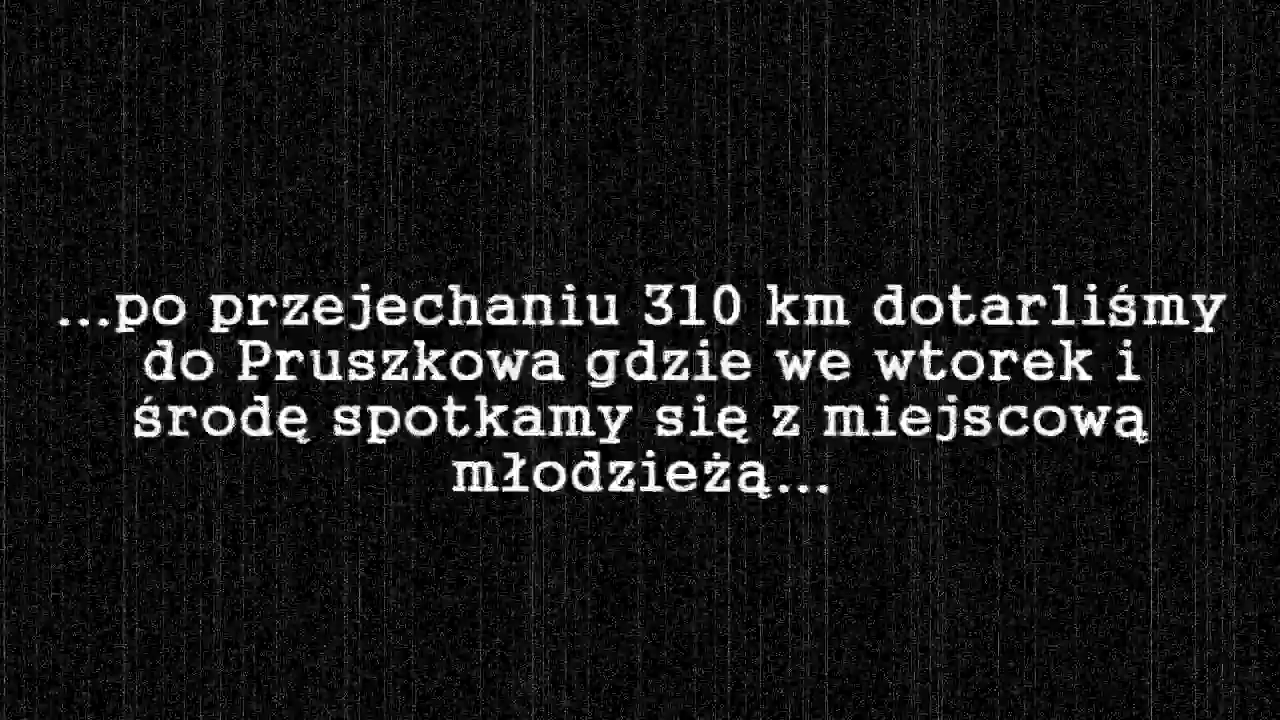 ...po przejechaniu 310 km dotarliśmy
do Pruszkowa gdzie we wtorek i
środę spotkamy się z miejscową
młodzieżą...